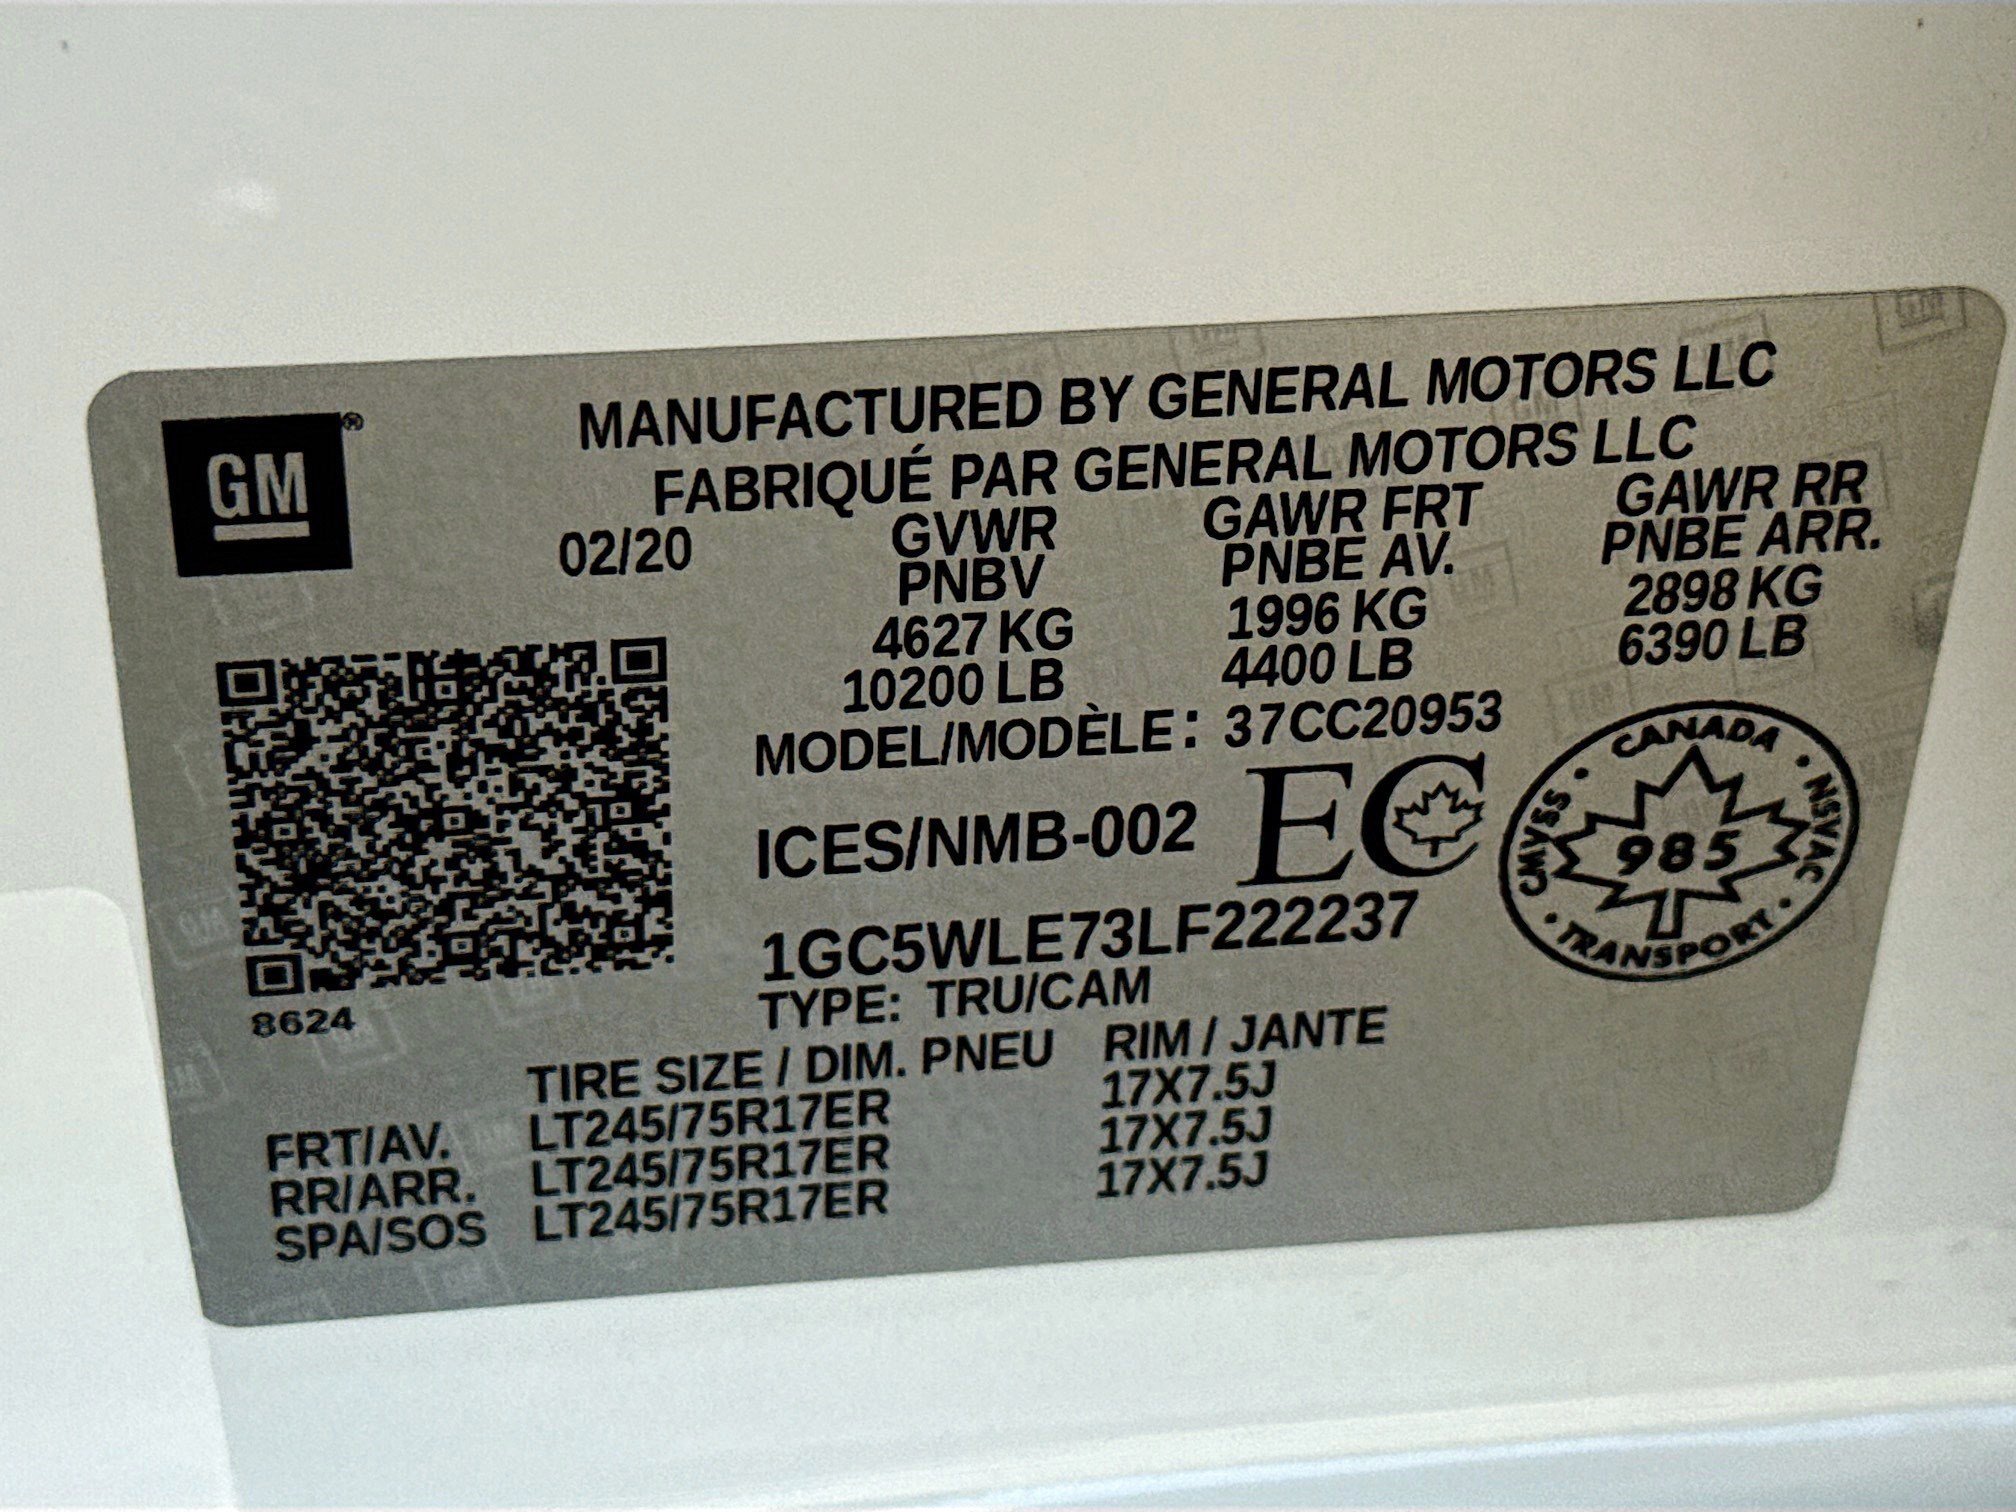 GM®
MANUFACTURED BY GENERAL MOTORS LLC
FABRIQUÉ PAR GENERAL MOTORS LLC
02/20 GVWR GAWR FRT GAWR RR
PNBV PNBE AV. PNBE ARR.
4627 KG 1996 KG 2898 KG
10200 LB 4400 LB 6390 LB
MODEL/MODÈLE: 37CC20953
ICES/NMB-002 EC
CANADA · NSVAC · TRANSPORT · CMVSS ·
985
1GC5WLE73LF222237
TYPE: TRU/CAM
8624
TIRE SIZE / DIM. PNEU RIM / JANTE
FRT/AV. LT245/75R17ER 17X7.5J
RR/ARR. LT245/75R17ER 17X7.5J
SPA/SOS LT245/75R17ER 17X7.5J